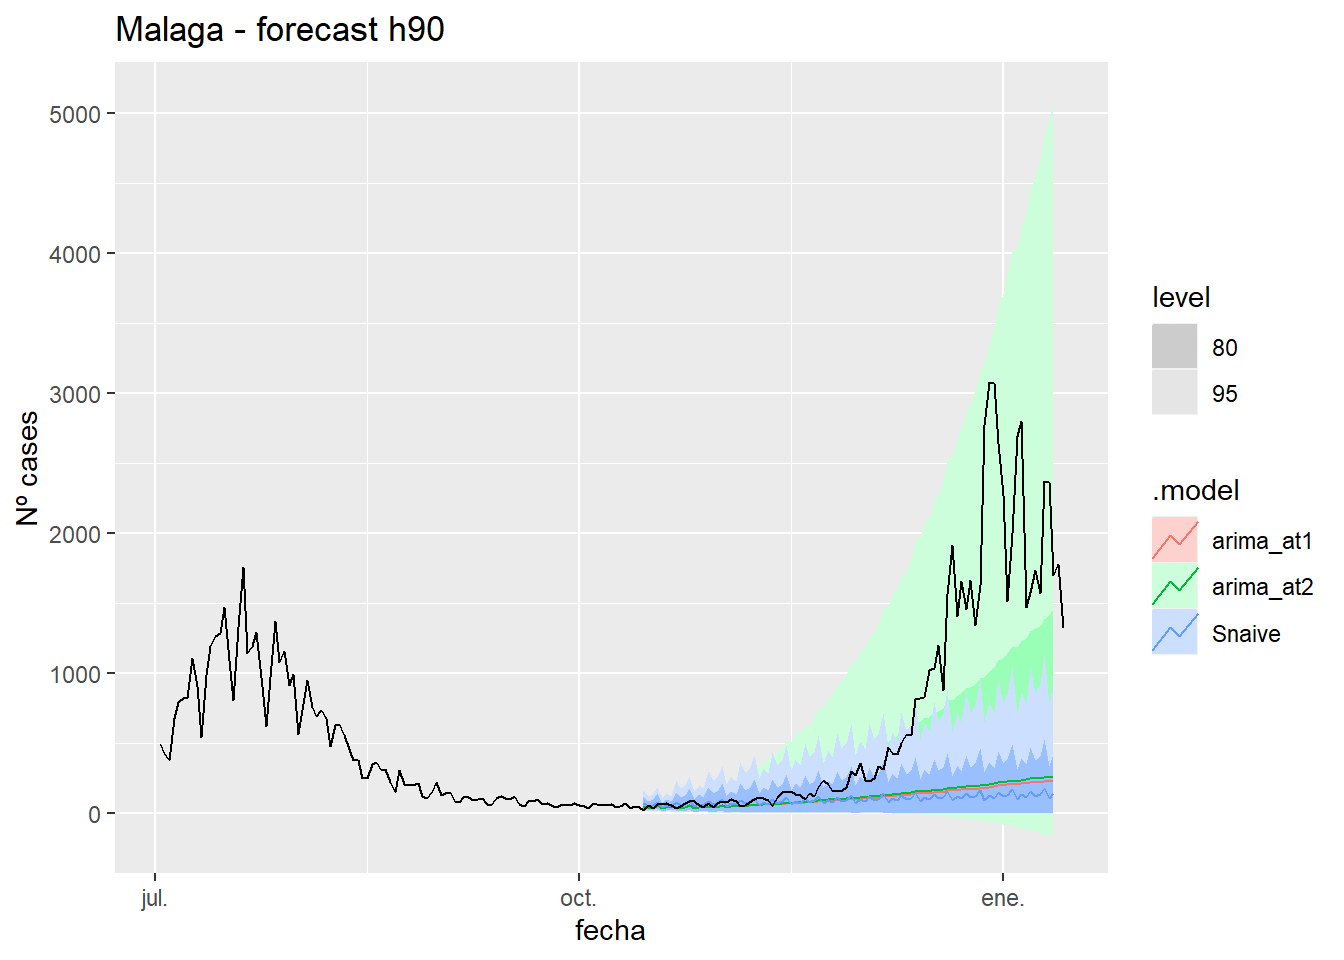 Malaga - forecast h90
5000
4000
3000
2000
1000
0
Nº cases
jul.
oct.
ene.
fecha
level
80
95
.model
arima_at1
arima_at2
Snaive